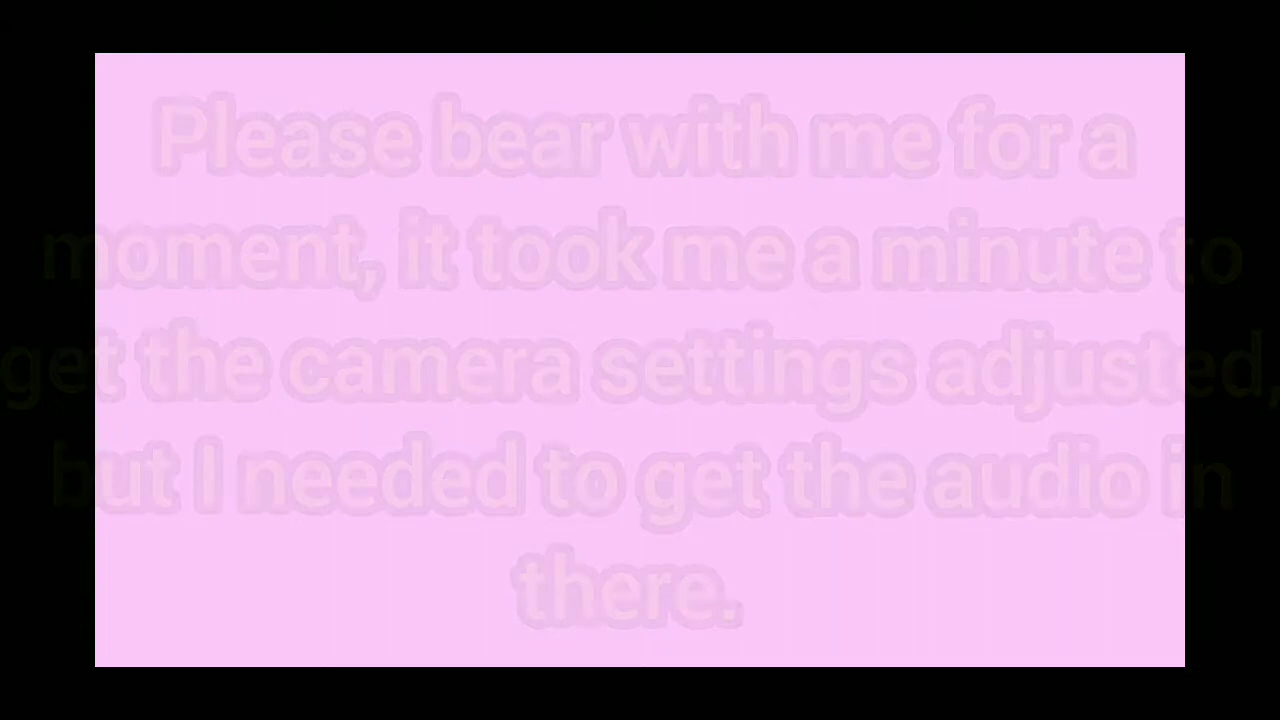 Please bear with me for a
moment, it took me a minute to
get the camera settings adjusted,
but I needed to get the audio in
there.